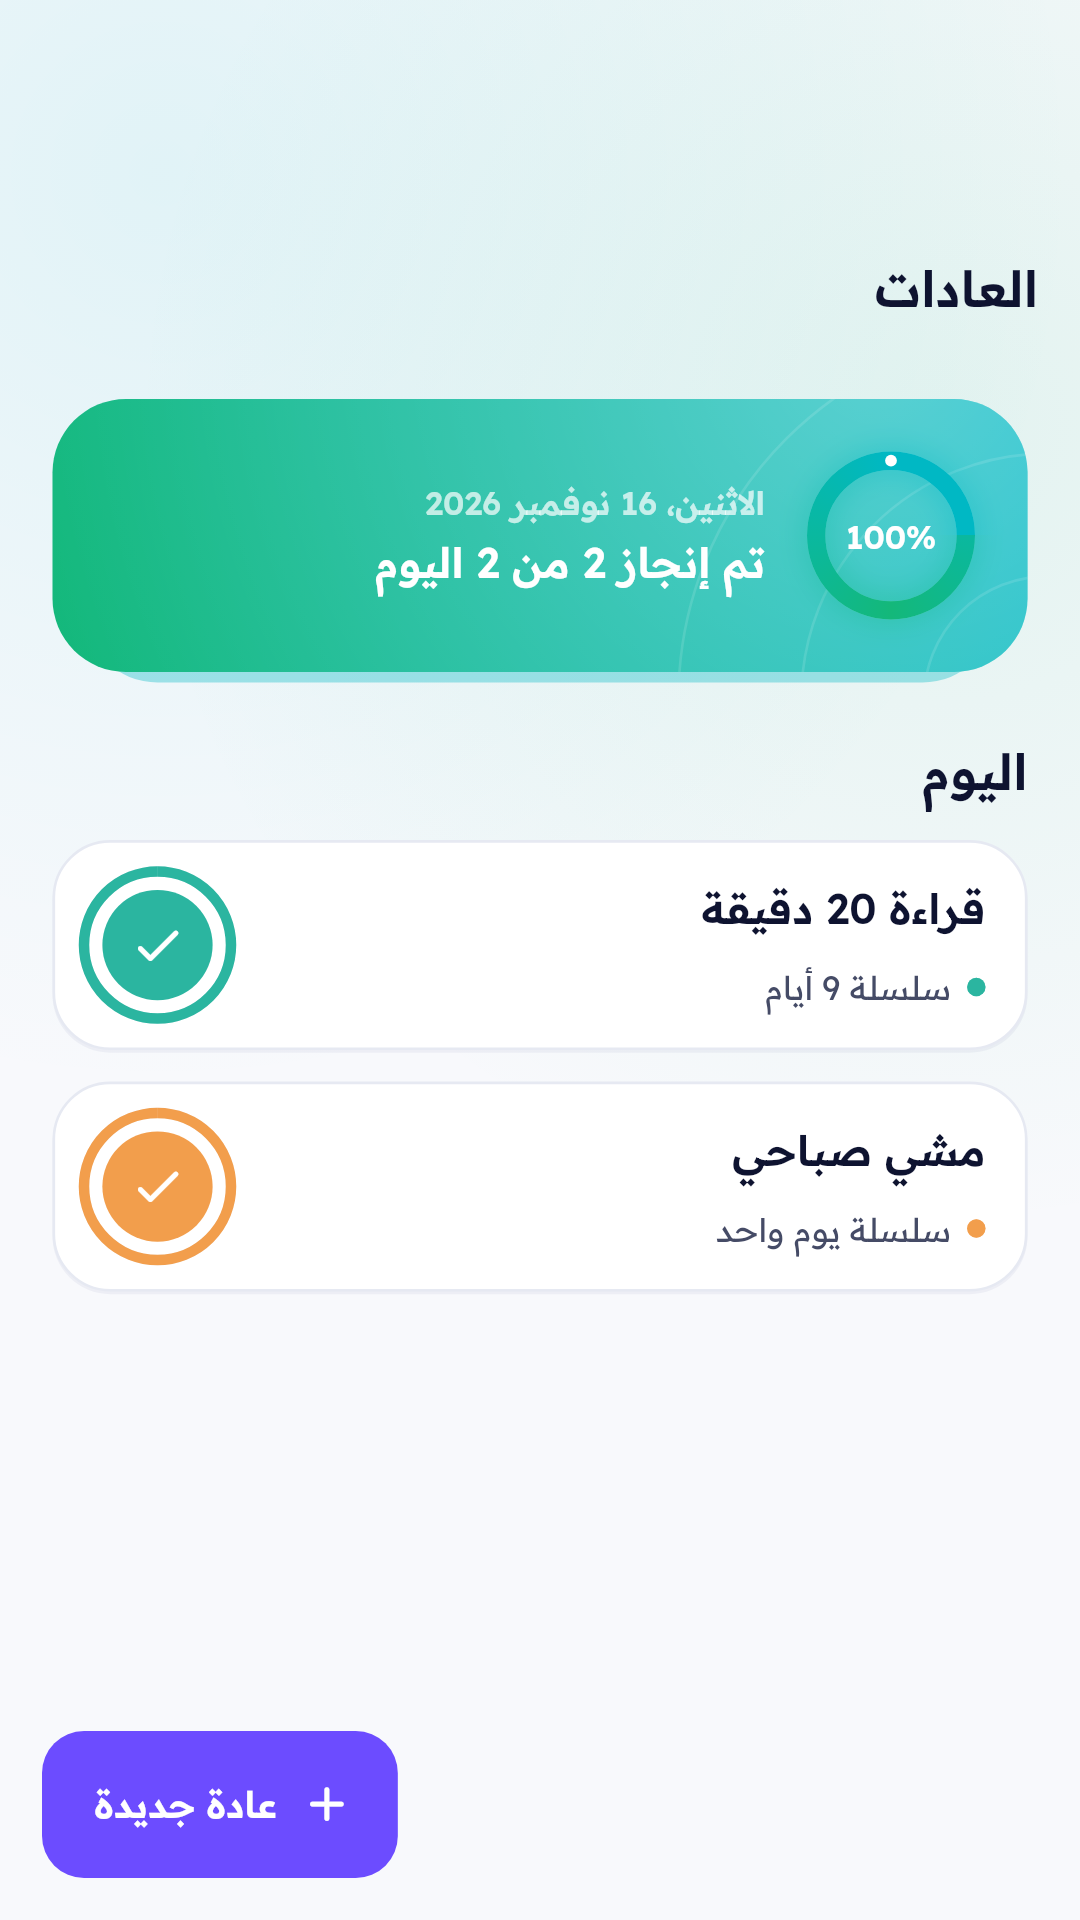 العادات
100%
الاثنين، 16 نوفمبر 2026
تم إنجاز 2 من 2 اليوم
اليوم
قراءة 20 دقيقة
سلسلة 9 أيام
مشي صباحي
سلسلة يوم واحد
عادة جديدة